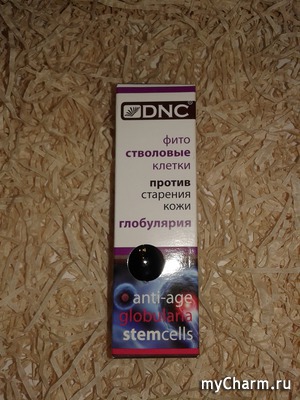 DNC
фито
стволовые
клетки
против
старения
кожи
глобулярия
anti-age
globularia
stemcells
myCharm.ru